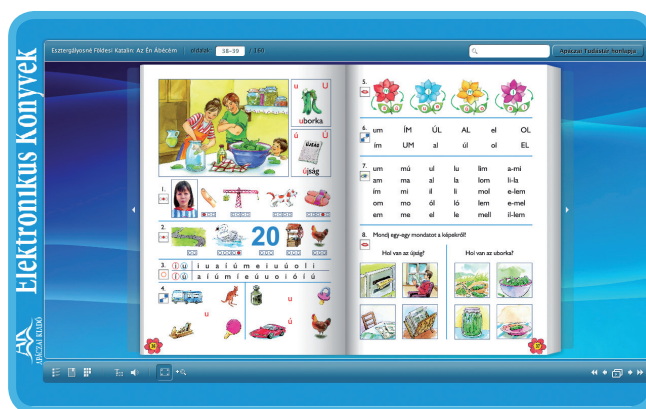 Elektronikus Könyvek
APÁCZAI KIADÓ
Esztergályosné Földesi Katalin: Az Én Ábécém
oldalak
38-39
/ 160
Apáczai Tudástár honlapja
u U
uborka
ú Ú
ÚJSÁG
újság
1.
2.
20
3.
i u u a i ú m e i u ú o l i
a i ú m i e ú u o i ó i ú
4.
u
u
ú
5.
6.
um ÍM ÚL AL el OL
im UM al úl ol EL
7.
um mú ul lu lim a-mi
am ma al la lom li-la
im mi il li mol e-lem
om mo ól ló lem e-mel
em me el le mell il-lem
8. Mondj egy-egy mondatot a képekről!
Hol van az újság?
Hol van az uborka?